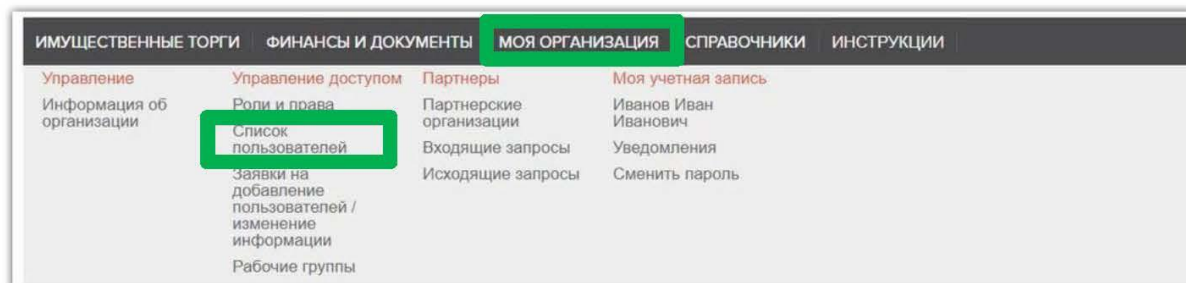 ИМУЩЕСТВЕННЫЕ ТОРГИ ФИНАНСЫ И ДОКУМЕНТЫ МОЯ ОРГАНИЗАЦИЯ СПРАВОЧНИКИ ИНСТРУКЦИИ
Управление
Информация об
организации
Управление доступом
Роли и права
Список
пользователей
Заявки на
добавление
пользователей /
изменение
информации
Рабочие группы
Партнеры
Партнерские
организации
Входящие запросы
Исходящие запросы
Моя учетная запись
Иванов Иван
Иванович
Уведомления
Сменить пароль